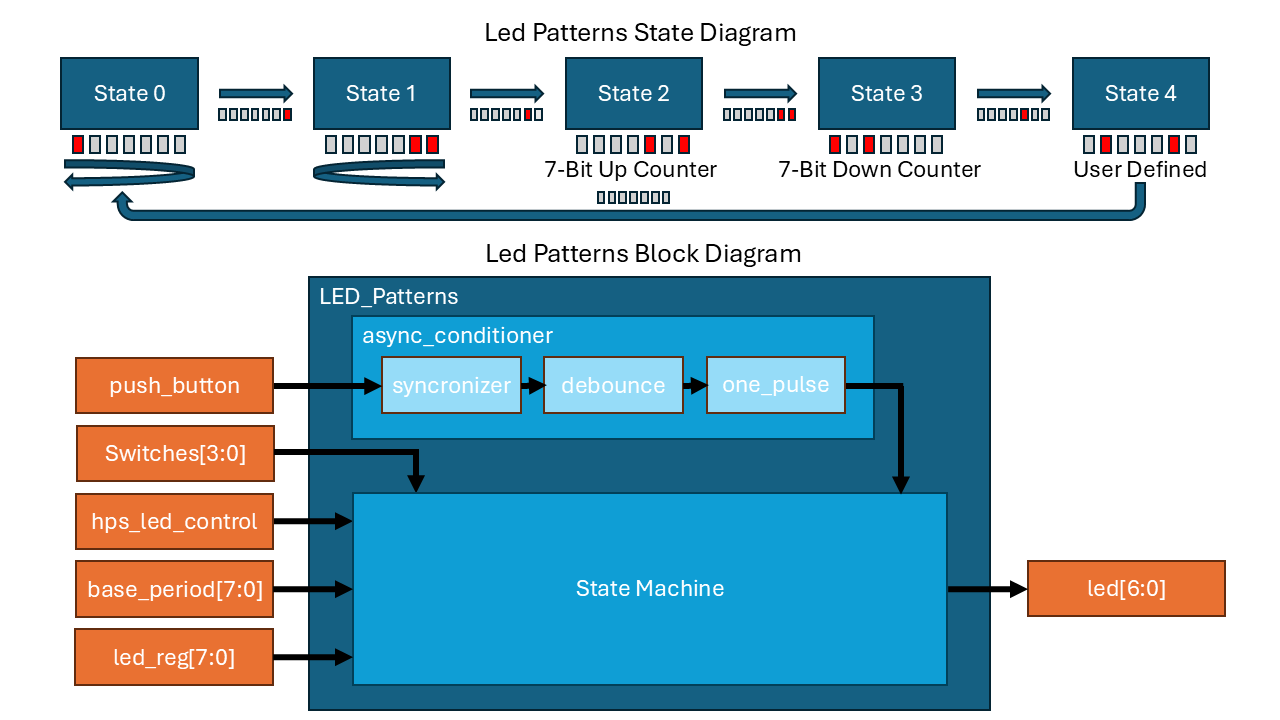 Led Patterns State Diagram
State 0
State 1
State 2
State 3
State 4
7-Bit Up Counter
7-Bit Down Counter
User Defined
Led Patterns Block Diagram
LED_Patterns
async_conditioner
push_button
syncronizer
debounce
one_pulse
Switches[3:0]
hps_led_control
base_period[7:0]
State Machine
led[6:0]
led_reg[7:0]